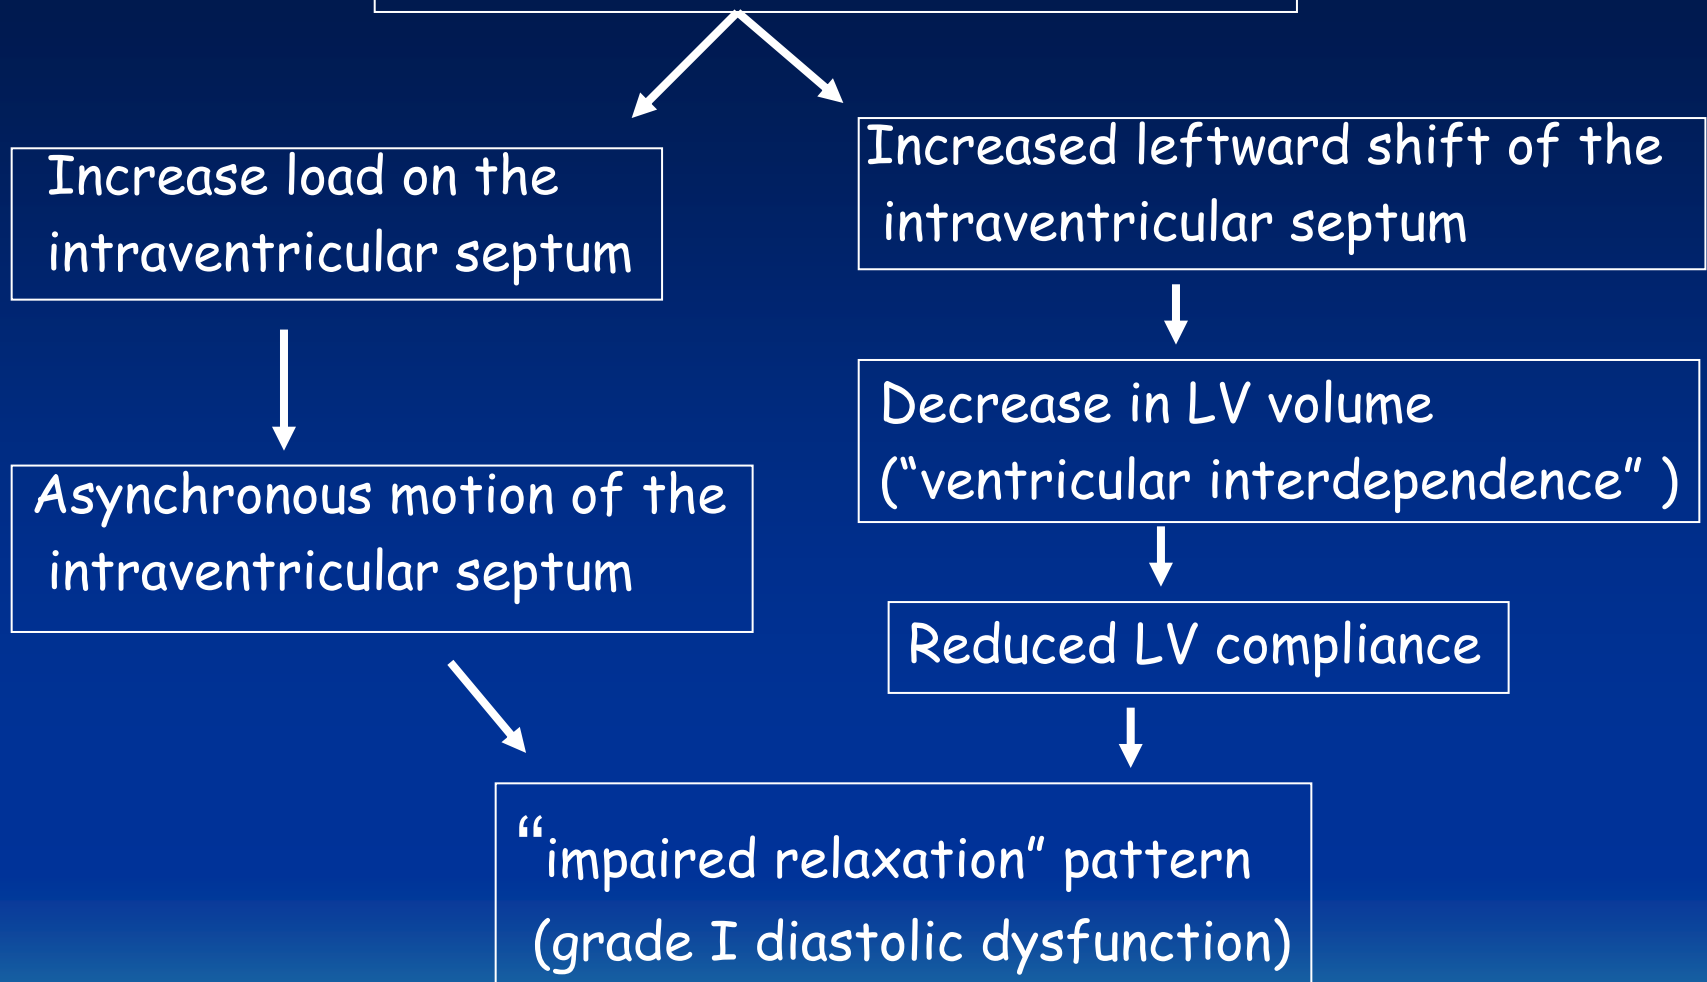 Increase load on the
intraventricular septum
Asynchronous motion of the
intraventricular septum
Increased leftward shift of the
intraventricular septum
Decrease in LV volume
(“ventricular interdependence” )
Reduced LV compliance
“impaired relaxation” pattern
(grade I diastolic dysfunction)